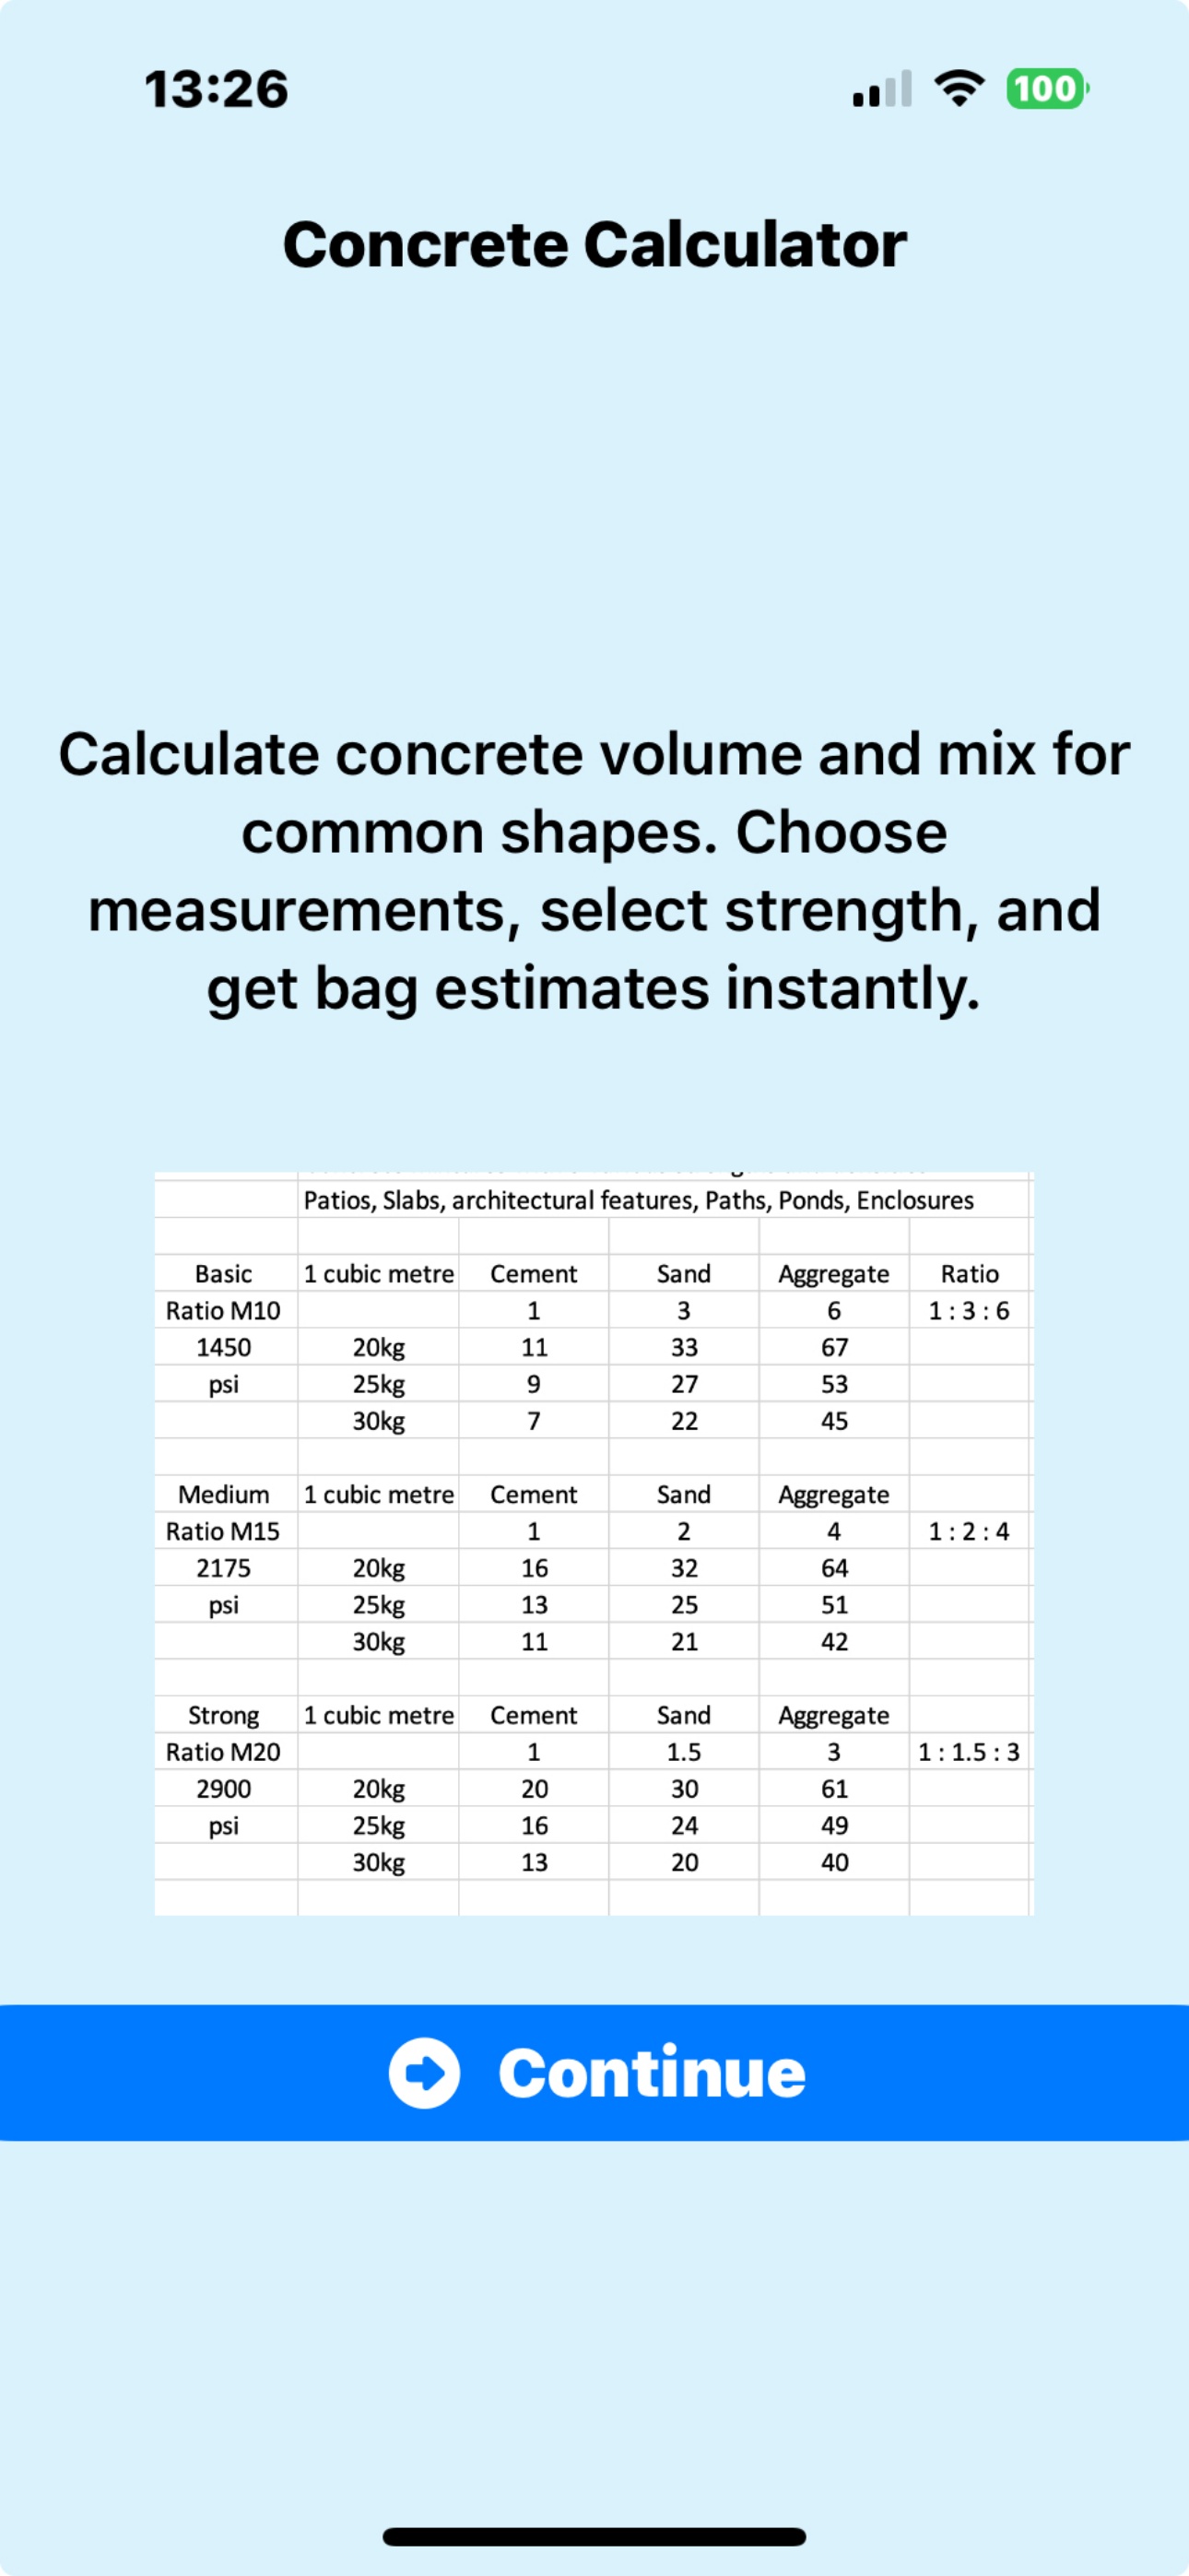 13:26
100
Concrete Calculator
Calculate concrete volume and mix for
common shapes. Choose
measurements, select strength, and
get bag estimates instantly.
Patios, Slabs, architectural features, Paths, Ponds, Enclosures
Basic 1 cubic metre Cement Sand Aggregate Ratio
Ratio M10 1 3 6 1 : 3 : 6
1450 20kg 11 33 67
psi 25kg 9 27 53
30kg 7 22 45
Medium 1 cubic metre Cement Sand Aggregate
Ratio M15 1 2 4 1 : 2 : 4
2175 20kg 16 32 64
psi 25kg 13 25 51
30kg 11 21 42
Strong 1 cubic metre Cement Sand Aggregate
Ratio M20 1 1.5 3 1 : 1.5 : 3
2900 20kg 20 30 61
psi 25kg 16 24 49
30kg 13 20 40
Continue